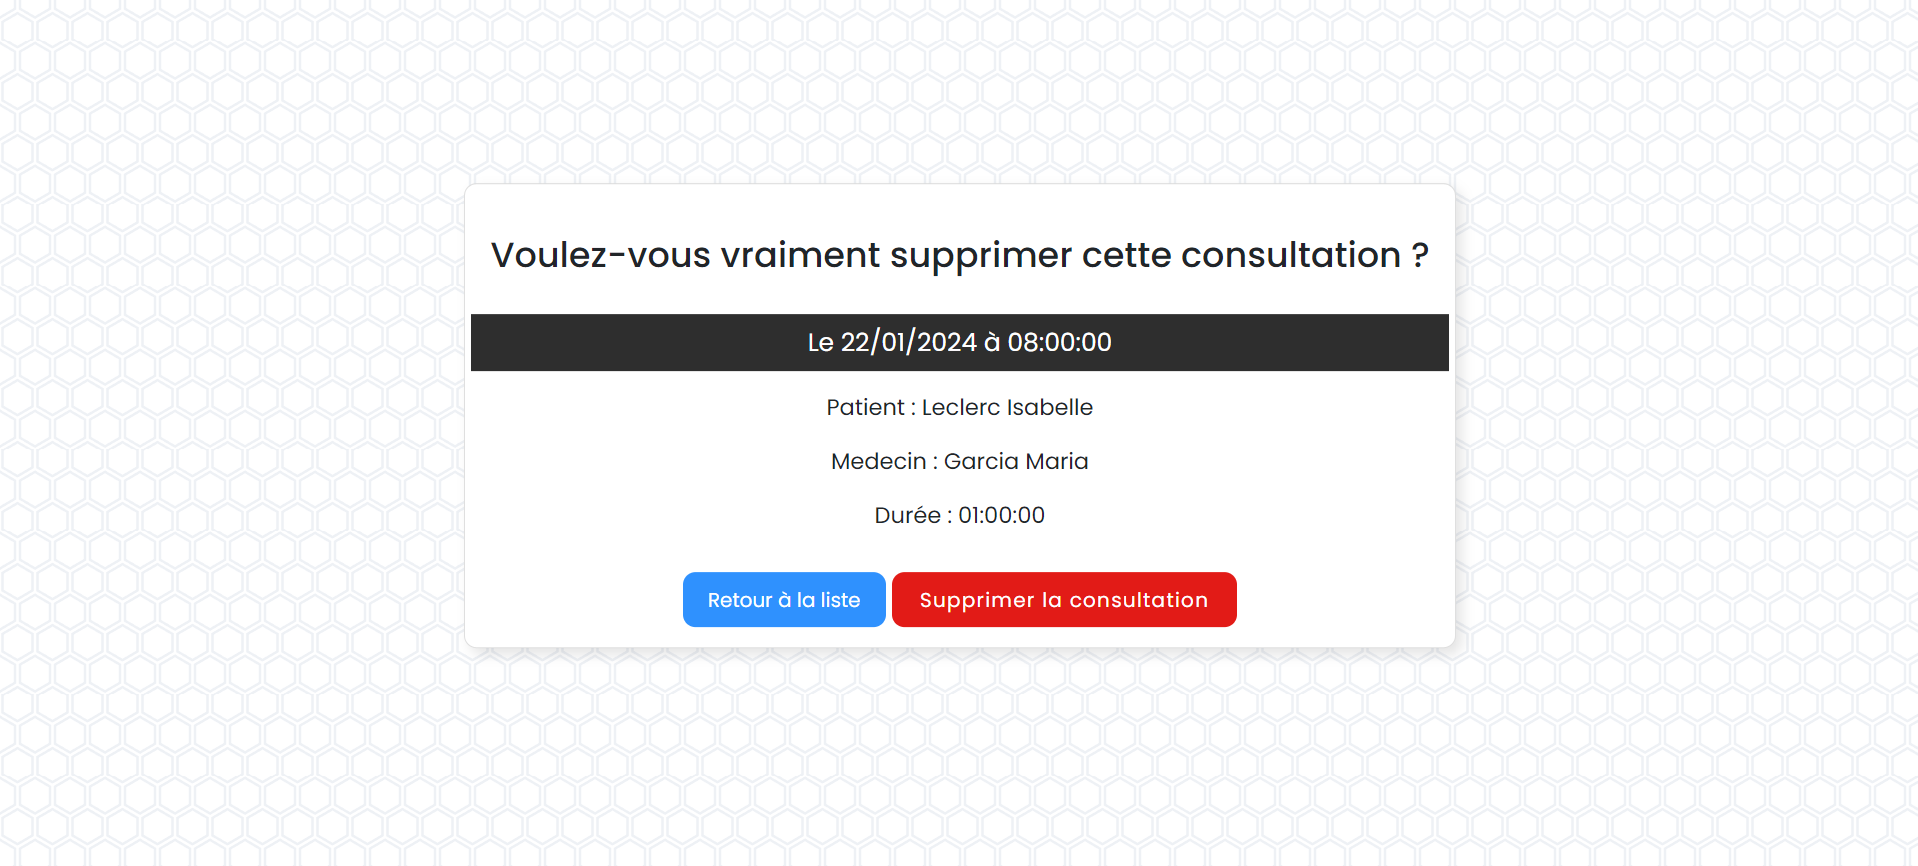 Voulez-vous vraiment supprimer cette consultation ?
Le 22/01/2024 à 08:00:00
Patient : Leclerc Isabelle
Medecin : Garcia Maria
Durée : 01:00:00
Retour à la liste
Supprimer la consultation